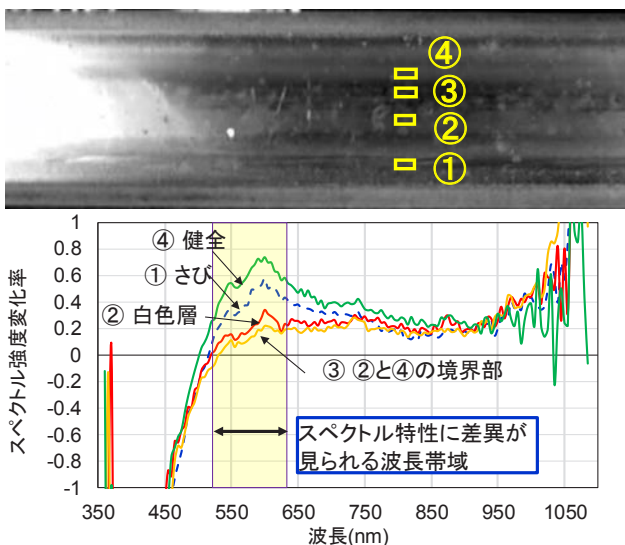 ④
③
②
①
1
0.8
0.6
0.4
0.2
0
-0.2
-0.4
-0.6
-0.8
-1
スペクトル強度変化率
④ 健全
① さび
② 白色層
③ ②と④の境界部
スペクトル特性に差異が
見られる波長帯域
350 450 550 650 750 850 950 1050
波長(nm)